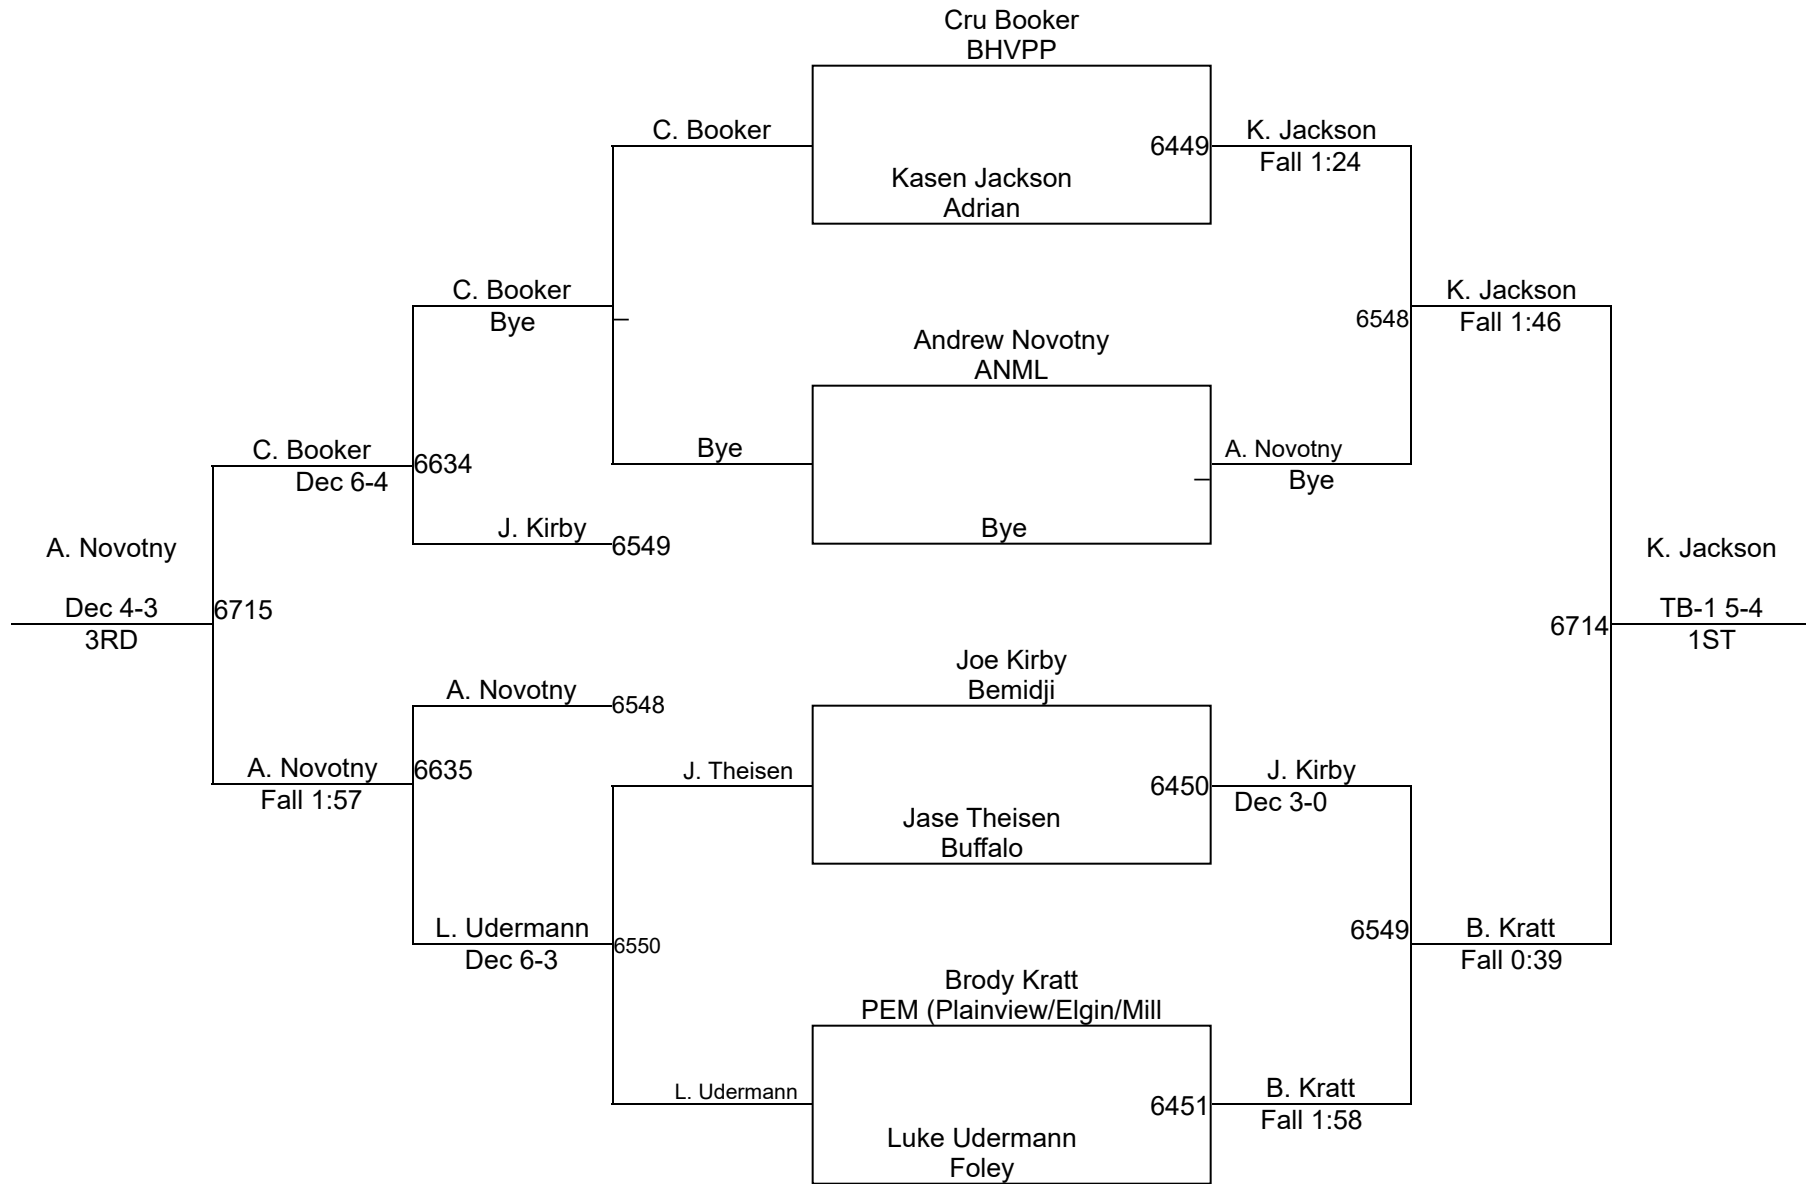 Cru Booker
BHVPP
C. Booker
6449
K. Jackson
Fall 1:24
Kasen Jackson
Adrian
C. Booker
Bye
6548
K. Jackson
Fall 1:46
Andrew Novotny
ANML
C. Booker
Dec 6-4
6634
Bye
A. Novotny
Bye
J. Kirby
6549
Bye
A. Novotny
Dec 4-3
3RD
6715
K. Jackson
6714
TB-1 5-4
1ST
Joe Kirby
Bemidji
A. Novotny
6548
A. Novotny
Fall 1:57
6635
J. Theisen
6450
J. Kirby
Dec 3-0
Jase Theisen
Buffalo
L. Udermann
Dec 6-3
6550
6549
B. Kratt
Fall 0:39
Brody Kratt
PEM (Plainview/Elgin/Mill
L. Udermann
6451
B. Kratt
Fall 1:58
Luke Udermann
Foley